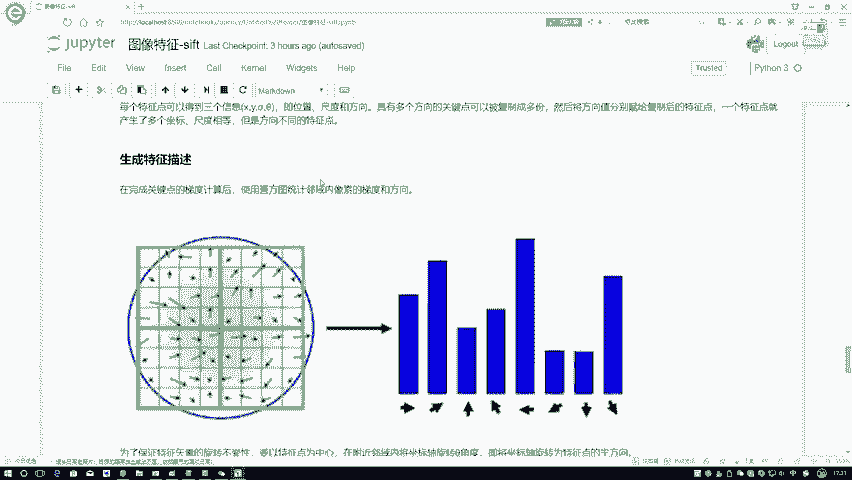 图像特征-sift
jupyter 图像特征-sift Last Checkpoint: 3 hours ago (autosaved)
Logout
File Edit View Insert Cell Kernel Widgets Help
Trusted
Python 3
Markdown
每个特征点可以得到三个信息(x,y,σ,θ)，即位置、尺度和方向。具有多个方向的关键点可以被复制成多份，然后将方向值分别赋给复制后的特征点，一个特征点就
产生了多个坐标、尺度相等，但是方向不同的特征点。
生成特征描述
在完成关键点的梯度计算后，使用直方图统计邻域内像素的梯度和方向。
为了保证特征矢量的旋转不变性，要以特征点为中心，在附近邻域内将坐标轴旋转θ角度，即将坐标轴旋转为特征点的主方向。
17:31